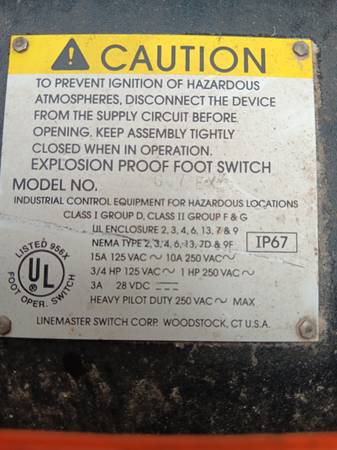 CAUTION
TO PREVENT IGNITION OF HAZARDOUS
ATMOSPHERES, DISCONNECT THE DEVICE
FROM THE SUPPLY CIRCUIT BEFORE
OPENING. KEEP ASSEMBLY TIGHTLY
CLOSED WHEN IN OPERATION.
EXPLOSION PROOF FOOT SWITCH
MODEL NO.
INDUSTRIAL CONTROL EQUIPMENT FOR HAZARDOUS LOCATIONS
CLASS I GROUP D, CLASS II GROUP F & G
UL ENCLOSURE 2, 3, 4, 6, 13, 7 & 9
NEMA TYPE 2, 3, 4, 6, 13, 7D & 9F
IP67
15A 125 VAC ~ 10A 250 VAC ~
3/4 HP 125 VAC ~ 1 HP 250 VAC ~
3A 28 VDC ⎓
HEAVY PILOT DUTY 250 VAC ~ MAX
LISTED 956X
UL ®
FOOT OPER. SWITCH
LINEMASTER SWITCH CORP. WOODSTOCK, CT U.S.A.